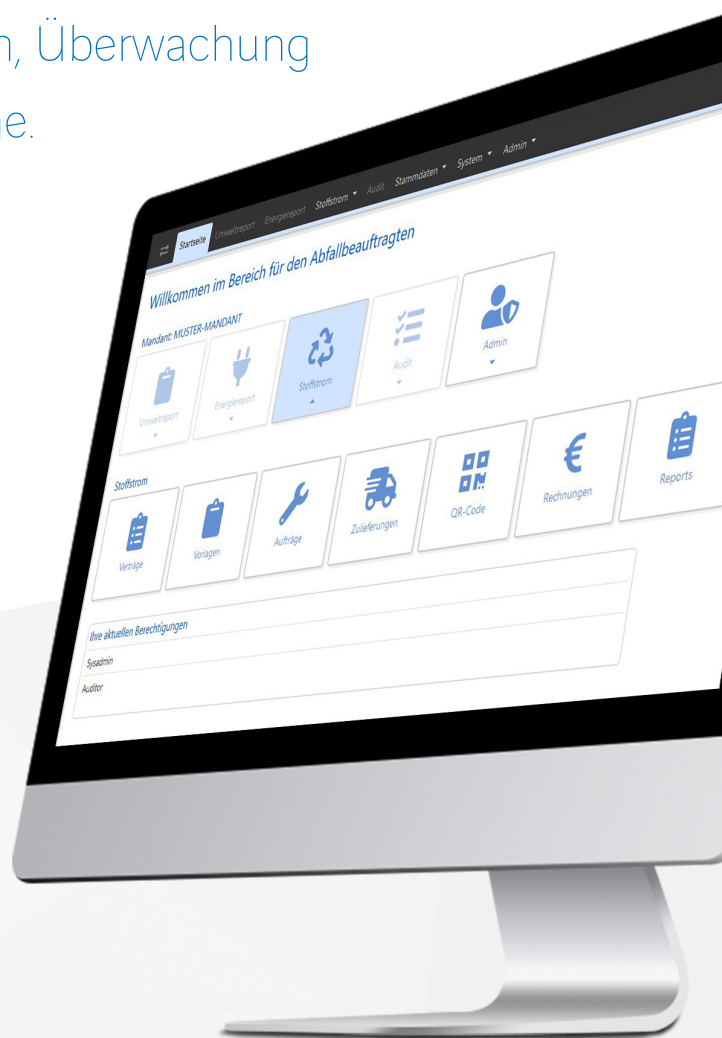 n, Überwachung
e.
Startseite Umweltreport Energiereport Stoffstrom Audit Stammdaten System Admin
Willkommen im Bereich für den Abfallbeauftragten
Mandant: MUSTER-MANDANT
Umweltreport Energiereport Stoffstrom Audit Admin
Stoffstrom
Verträge Vorlagen Aufträge Zulieferungen QR-Code Rechnungen Reports
Ihre aktuellen Berechtigungen
Sysadmin
Auditor